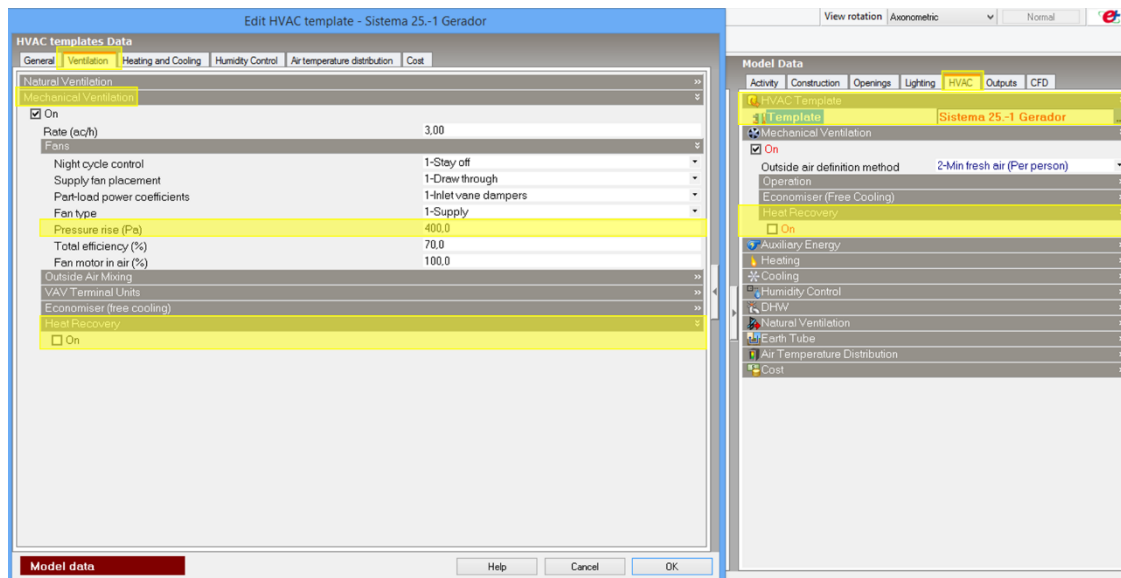 Edit HVAC template - Sistema 25.-1 Gerador
HVAC templates Data
General Ventilation Heating and Cooling Humidity Control Air temperature distribution Cost
Natural Ventilation »
Mechanical Ventilation
On
Rate (ac/h) 3,00
Fans
Night cycle control 1-Stay off
Supply fan placement 1-Draw through
Part-load power coefficients 1-Inlet vane dampers
Fan type 1-Supply
Pressure rise (Pa) 400,0
Total efficiency (%) 70,0
Fan motor in air (%) 100,0
Outside Air Mixing »
VAV Terminal Units »
Economiser (free cooling) »
Heat Recovery
On
Model data
Help Cancel OK
View rotation Axonometric Normal
Model Data
Activity Construction Openings Lighting HVAC Outputs CFD
HVAC Template
Template Sistema 25.-1 Gerador
Mechanical Ventilation
On
Outside air definition method 2-Min fresh air (Per person)
Operation
Economiser (Free Cooling)
Heat Recovery
On
Auxiliary Energy
Heating
Cooling
Humidity Control
DHW
Natural Ventilation
Earth Tube
Air Temperature Distribution
Cost